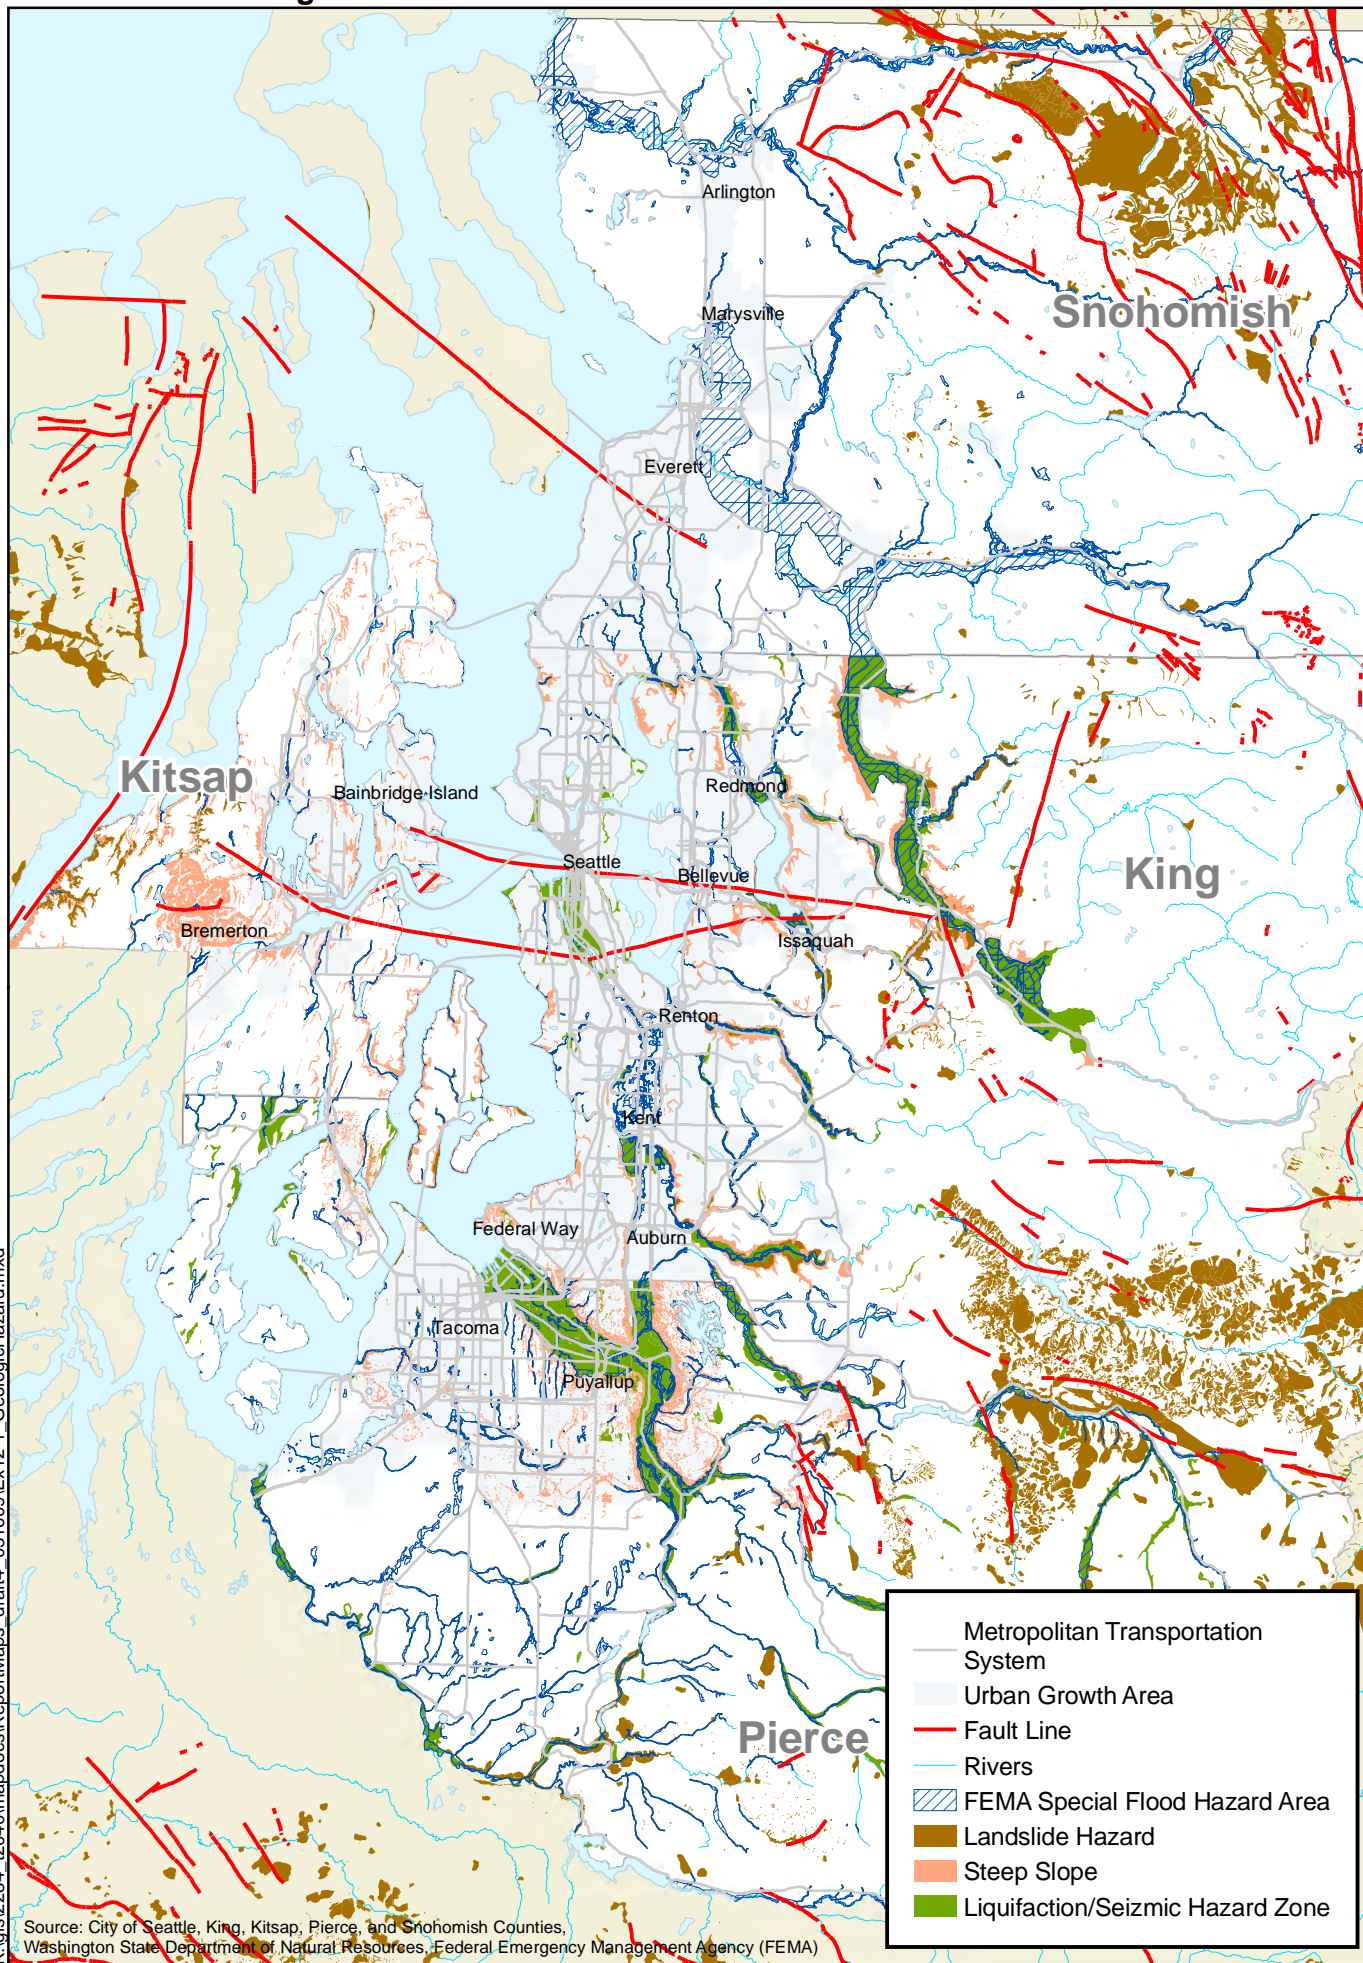 Arlington
Marysville
Snohomish
Everett
Kitsap
Bainbridge Island
Redmond
Seattle
Bellevue
King
Bremerton
Issaquah
Renton
Kent
Federal Way
Auburn
Tacoma
Puyallup
Pierce
Metropolitan Transportation
System
Urban Growth Area
Fault Line
Rivers
FEMA Special Flood Hazard Area
Landslide Hazard
Steep Slope
Liquifaction/Seizmic Hazard Zone
Source: City of Seattle, King, Kitsap, Pierce, and Snohomish Counties,
Washington State Department of Natural Resources, Federal Emergency Management Agency (FEMA)